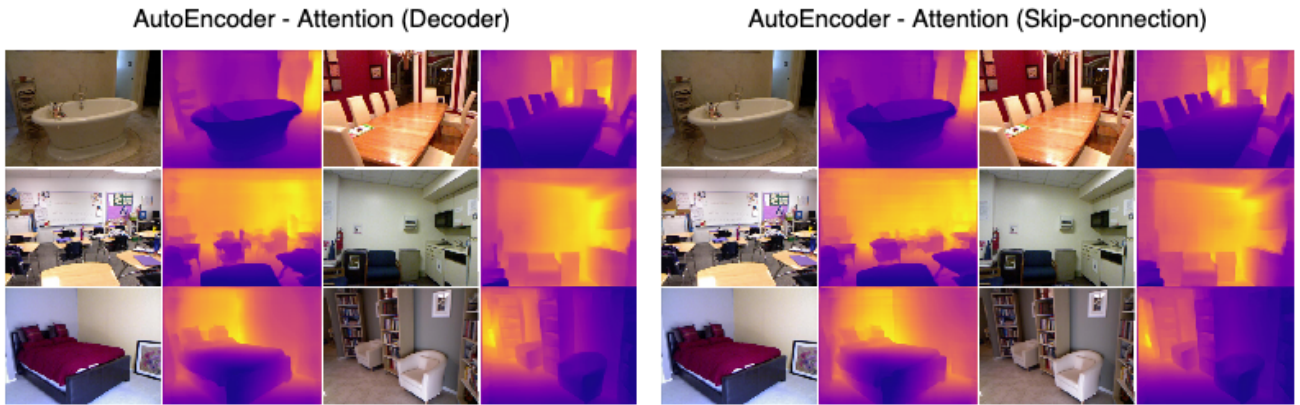 AutoEncoder - Attention (Decoder)
AutoEncoder - Attention (Skip-connection)